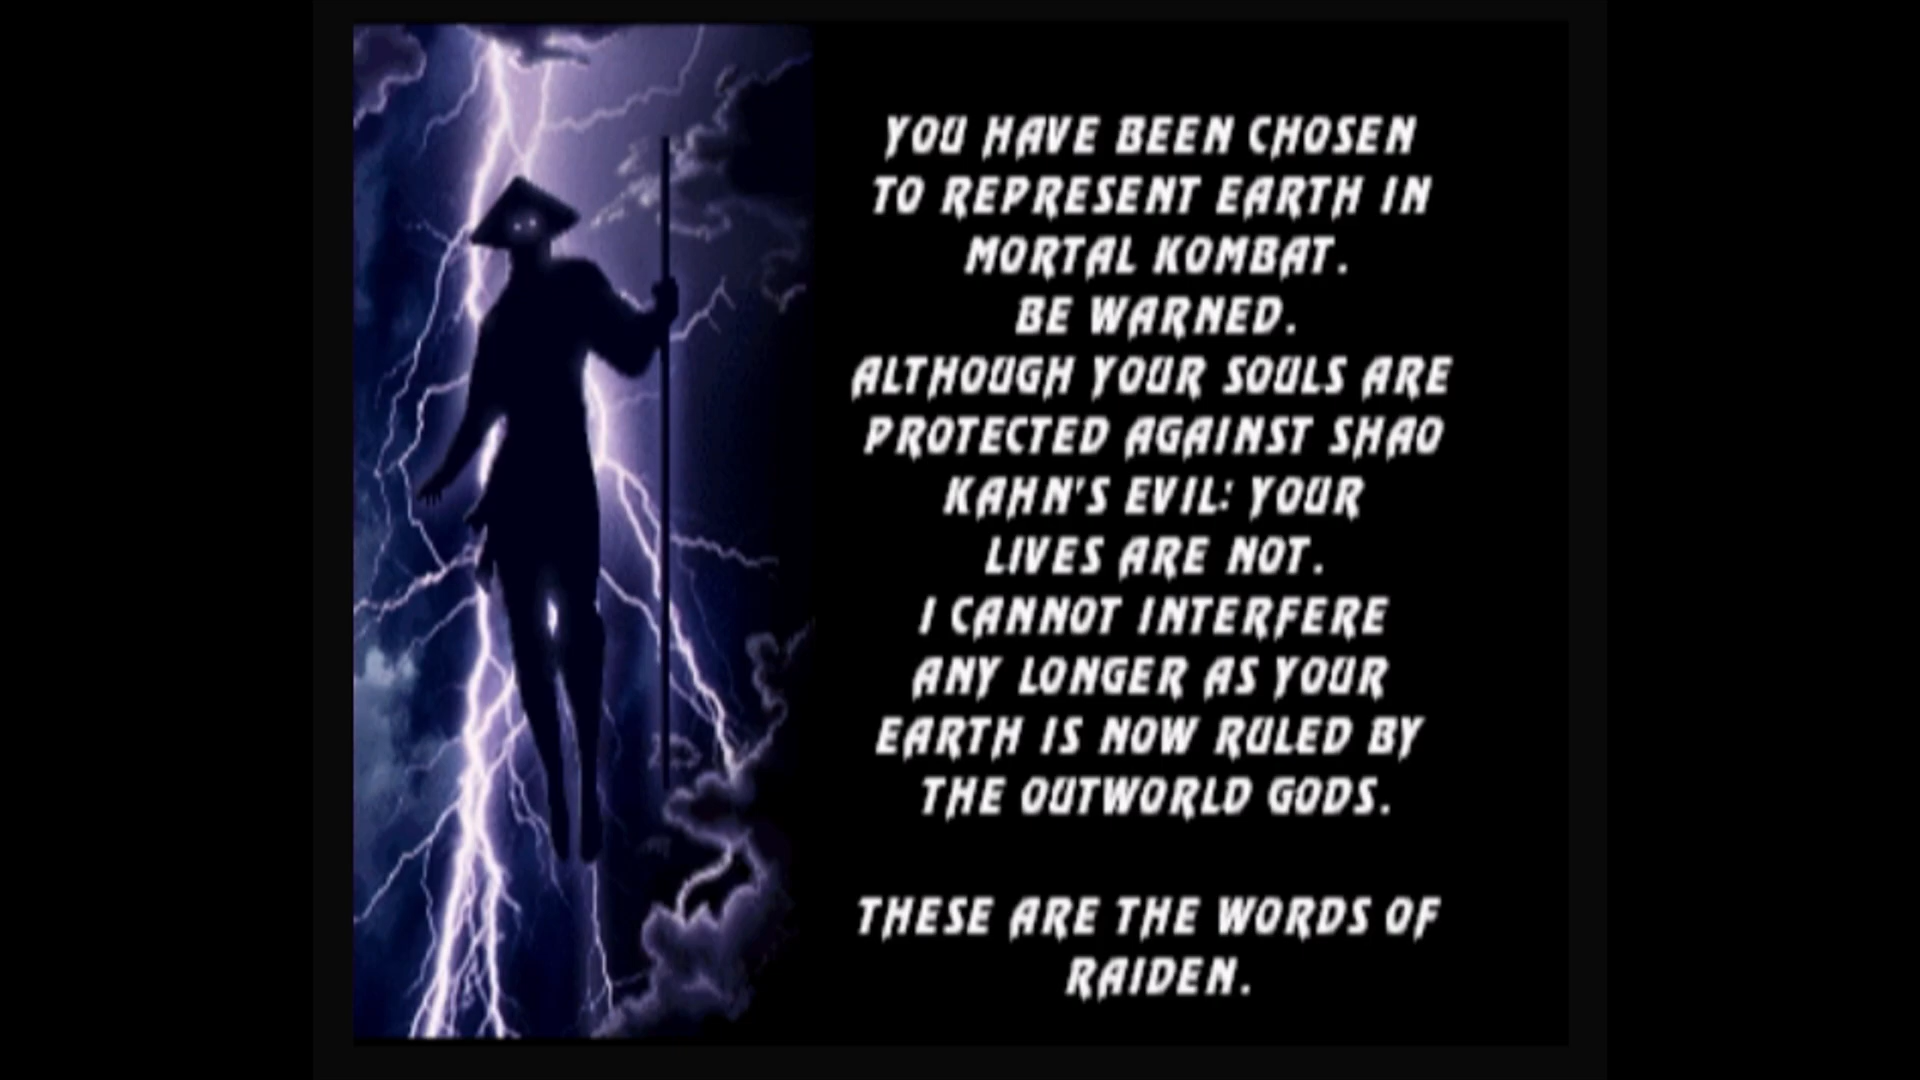 YOU HAVE BEEN CHOSEN
TO REPRESENT EARTH IN
MORTAL KOMBAT.
BE WARNED.
ALTHOUGH YOUR SOULS ARE
PROTECTED AGAINST SHAO
KAHN'S EVIL: YOUR
LIVES ARE NOT.
I CANNOT INTERFERE
ANY LONGER AS YOUR
EARTH IS NOW RULED BY
THE OUTWORLD GODS.
THESE ARE THE WORDS OF
RAIDEN.